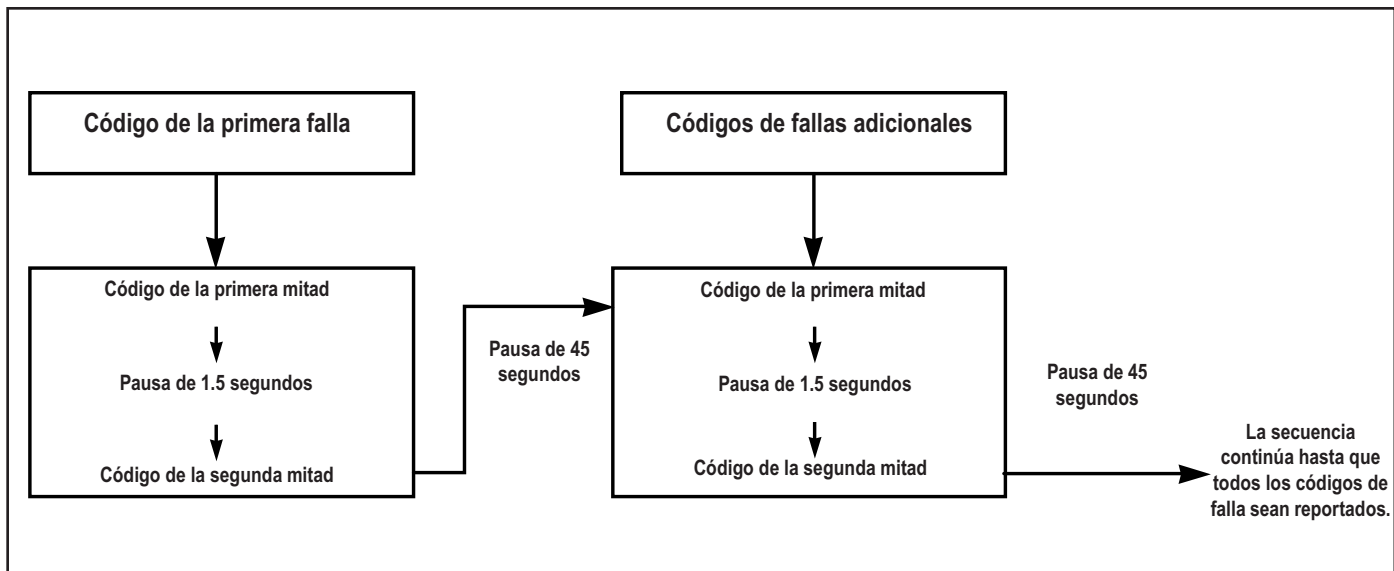 Código de la primera falla
Códigos de fallas adicionales
Código de la primera mitad
Pausa de 1.5 segundos
Código de la segunda mitad
Pausa de 45
segundos
Código de la primera mitad
Pausa de 1.5 segundos
Código de la segunda mitad
Pausa de 45
segundos
La secuencia
continúa hasta que
todos los códigos de
falla sean reportados.